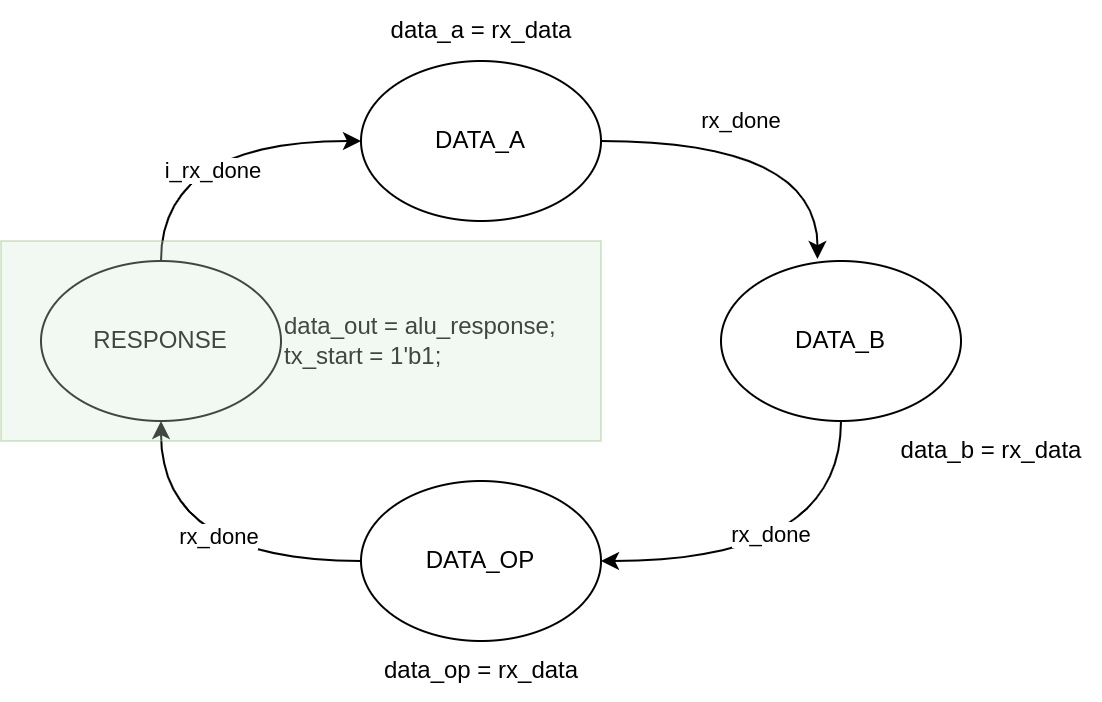 data_a = rx_data
DATA_A
rx_done
i_rx_done
RESPONSE
data_out = alu_response;
tx_start = 1'b1;
DATA_B
data_b = rx_data
rx_done
rx_done
DATA_OP
data_op = rx_data